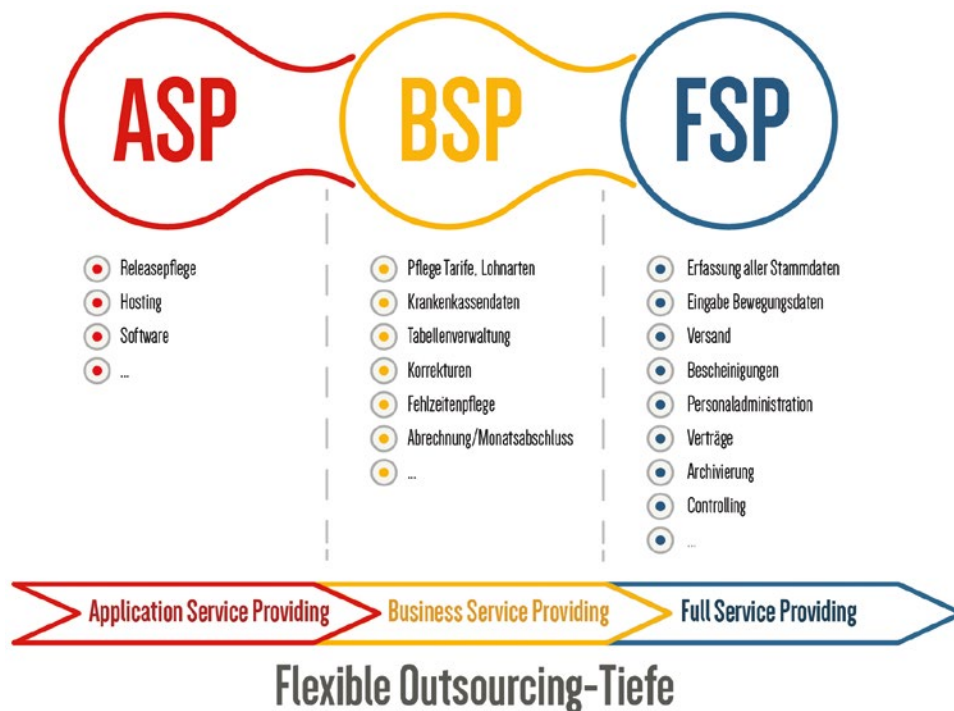 ASP
BSP
FSP
Releasepflege
Hosting
Software
...
Pflege Tarife, Lohnarten
Krankenkassendaten
Tabellenverwaltung
Korrekturen
Fehlzeitenpflege
Abrechnung/Monatsabschluss
...
Erfassung aller Stammdaten
Eingabe Bewegungsdaten
Versand
Bescheinigungen
Personaladministration
Verträge
Archivierung
Controlling
...
Application Service Providing
Business Service Providing
Full Service Providing
Flexible Outsourcing-Tiefe